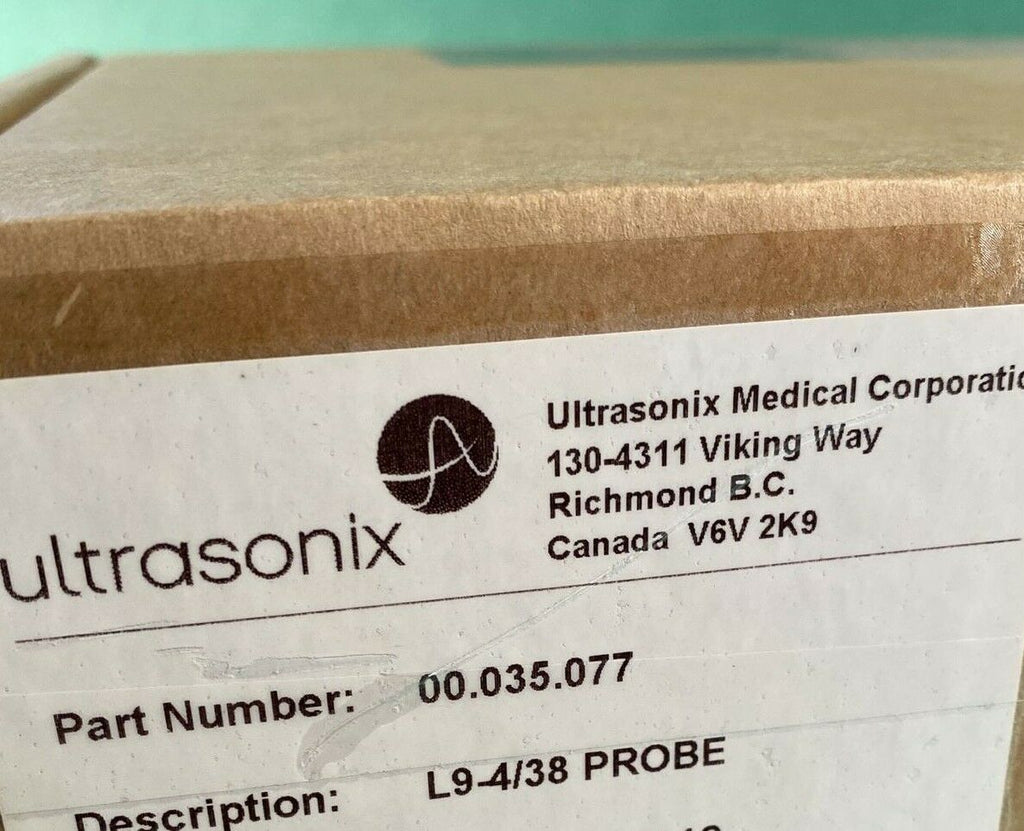 ultrasonix
Ultrasonix Medical Corporatio
130-4311 Viking Way
Richmond B.C.
Canada V6V 2K9
Part Number: 00.035.077
Description: L9-4/38 PROBE